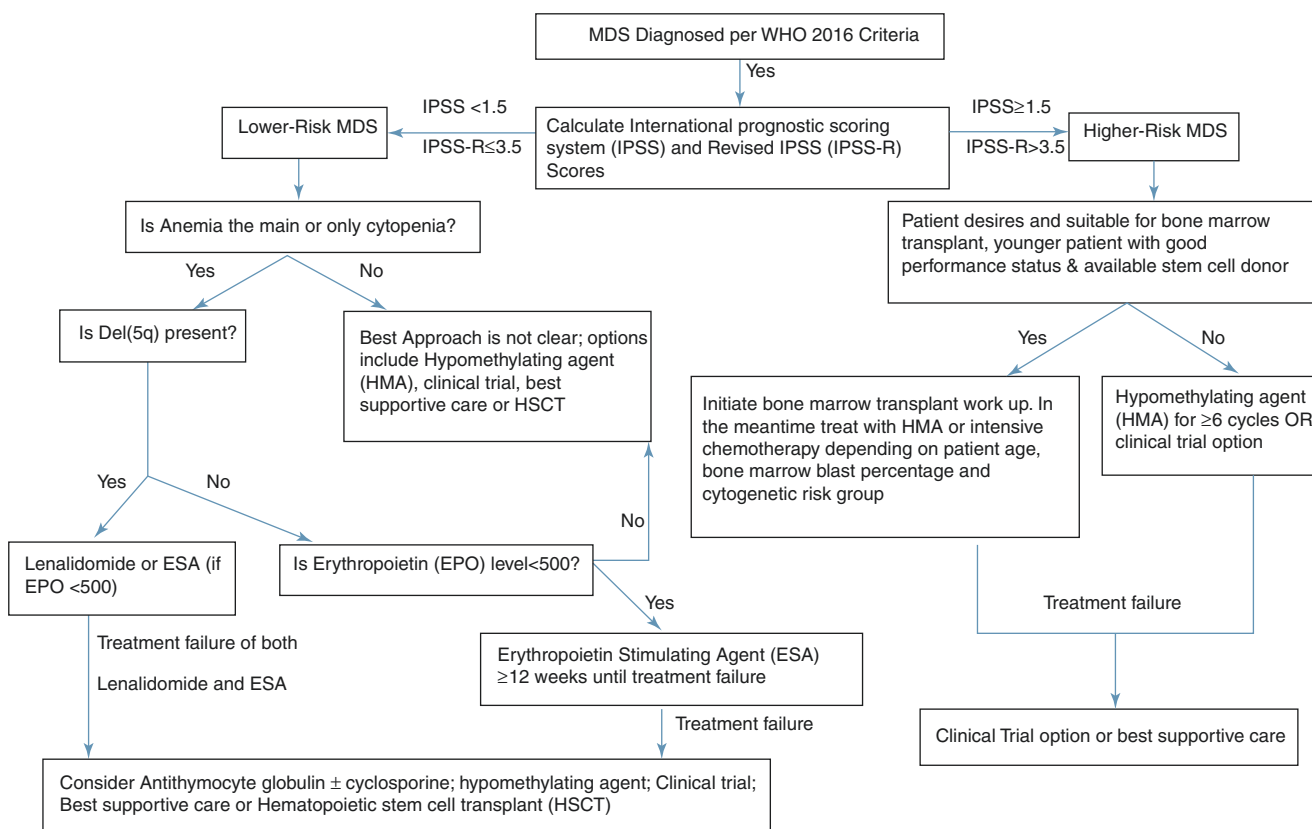 MDS Diagnosed per WHO 2016 Criteria
Yes
IPSS <1.5
IPSS-R≤3.5
IPSS≥1.5
IPSS-R>3.5
Lower-Risk MDS
Calculate International prognostic scoring
system (IPSS) and Revised IPSS (IPSS-R)
Scores
Higher-Risk MDS
Is Anemia the main or only cytopenia?
Patient desires and suitable for bone marrow
transplant, younger patient with good
performance status & available stem cell donor
Yes
No
Is Del(5q) present?
Best Approach is not clear; options
include Hypomethylating agent
(HMA), clinical trial, best
supportive care or HSCT
Yes
No
Initiate bone marrow transplant work up. In
the meantime treat with HMA or intensive
chemotherapy depending on patient age,
bone marrow blast percentage and
cytogenetic risk group
Hypomethylating agent
(HMA) for ≥6 cycles OR
clinical trial option
Yes
No
No
Lenalidomide or ESA (if
EPO <500)
Is Erythropoietin (EPO) level<500?
Yes
Treatment failure
Treatment failure of both
Lenalidomide and ESA
Erythropoietin Stimulating Agent (ESA)
≥12 weeks until treatment failure
Treatment failure
Clinical Trial option or best supportive care
Consider Antithymocyte globulin ± cyclosporine; hypomethylating agent; Clinical trial;
Best supportive care or Hematopoietic stem cell transplant (HSCT)